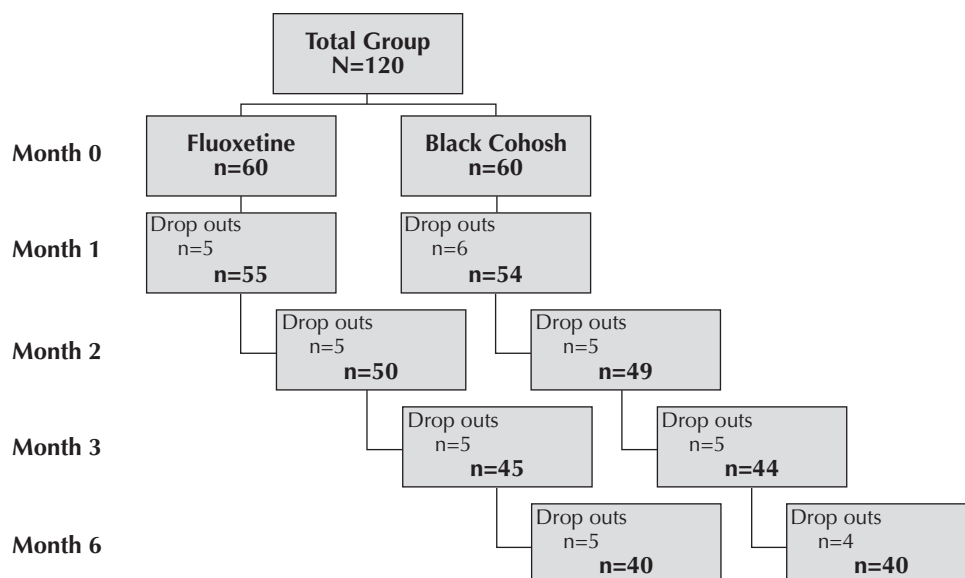 Total Group
N=120
Month 0
Fluoxetine
n=60
Black Cohosh
n=60
Month 1
Drop outs
n=5
n=55
Drop outs
n=6
n=54
Month 2
Drop outs
n=5
n=50
Drop outs
n=5
n=49
Month 3
Drop outs
n=5
n=45
Drop outs
n=5
n=44
Month 6
Drop outs
n=5
n=40
Drop outs
n=4
n=40